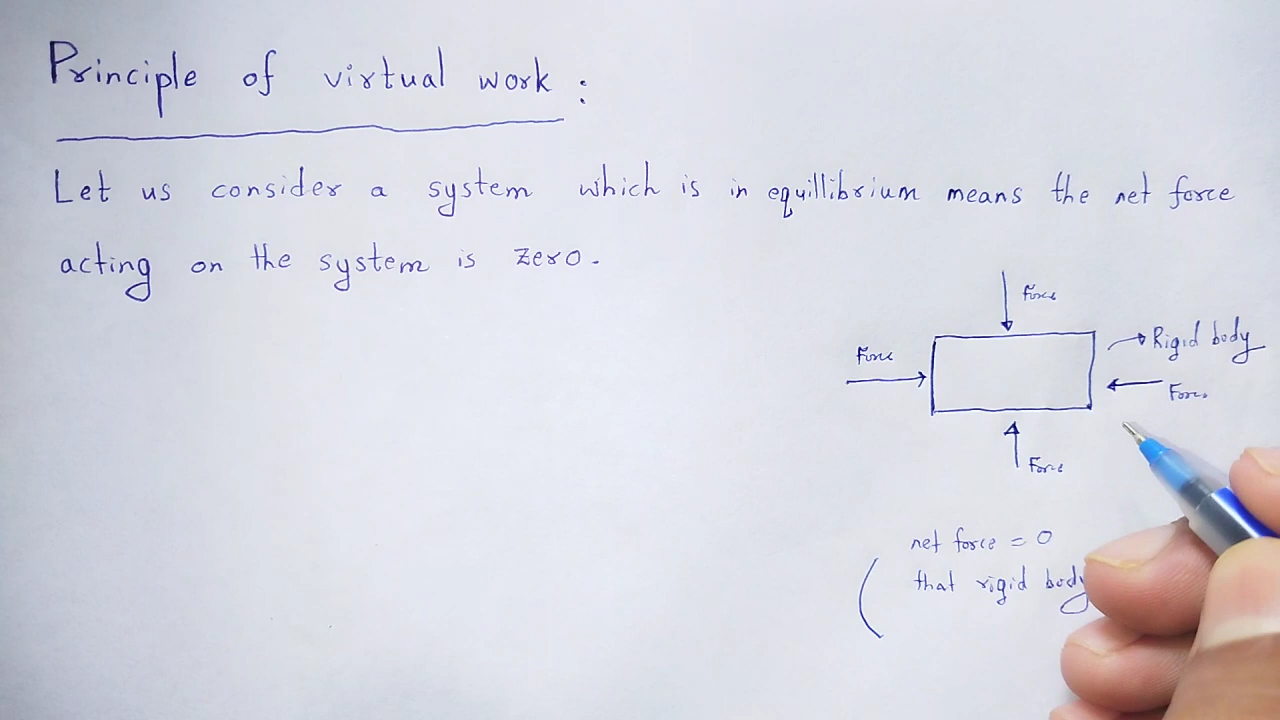 Principle of virtual work :
Let us consider a system which is in equillibrium means the net force
acting on the system is zero.
Force
Rigid body
Force
Force
Force
net force = 0
that rigid body